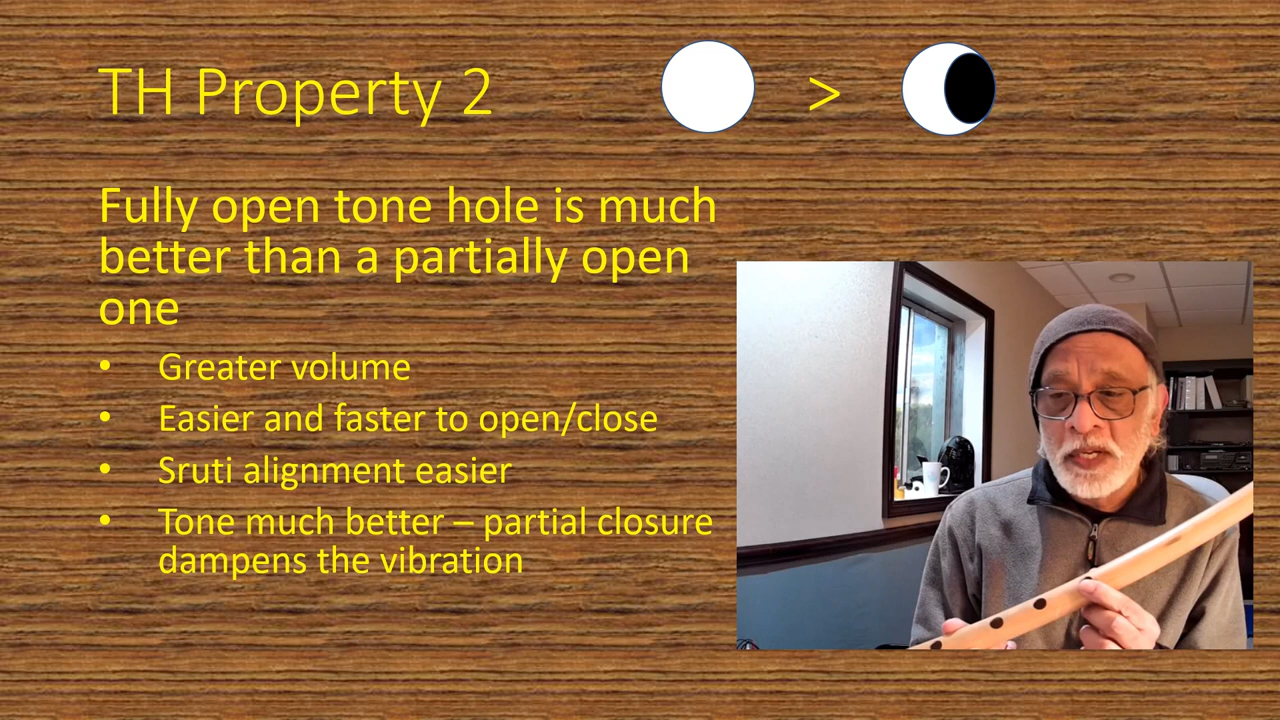 TH Property 2
>
Fully open tone hole is much
better than a partially open
one
• Greater volume
• Easier and faster to open/close
• Sruti alignment easier
• Tone much better – partial closure
dampens the vibration